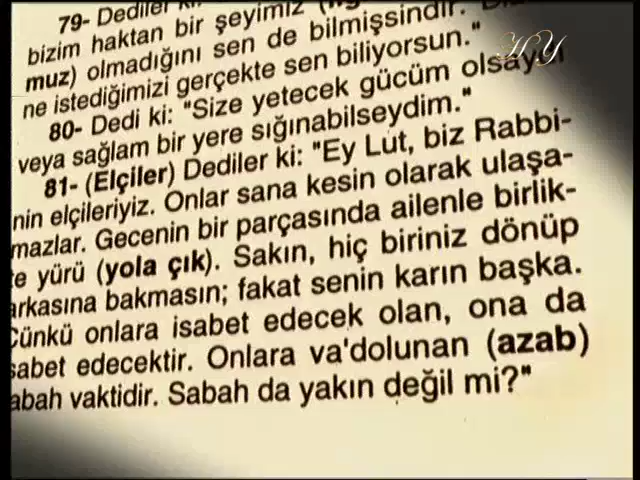 79- Dediler ki:
bizim haktan bir şeyimiz
muz) olmadığını sen de bilmişsindir.
ne istediğimizi gerçekte sen biliyorsun."
HY
80- Dedi ki: "Size yetecek gücüm olsaydı
veya sağlam bir yere sığınabilseydim."
81- (Elçiler) Dediler ki: "Ey Lut, biz Rabbi-
nin elçileriyiz. Onlar sana kesin olarak ulaşa-
mazlar. Gecenin bir parçasında ailenle birlik-
te yürü (yola çık). Sakın, hiç biriniz dönüp
arkasına bakmasın; fakat senin karın başka.
Çünkü onlara isabet edecek olan, ona da
isabet edecektir. Onlara va'dolunan (azab)
sabah vaktidir. Sabah da yakın değil mi?"